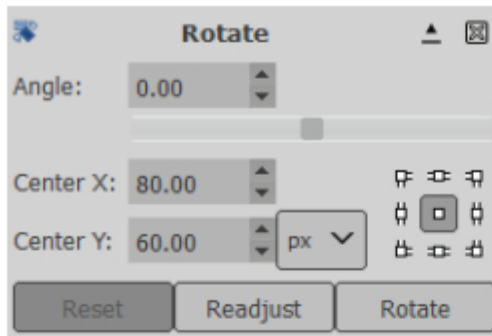 Rotate
Angle: 0.00
Center X: 80.00
Center Y: 60.00 px
Reset Readjust Rotate